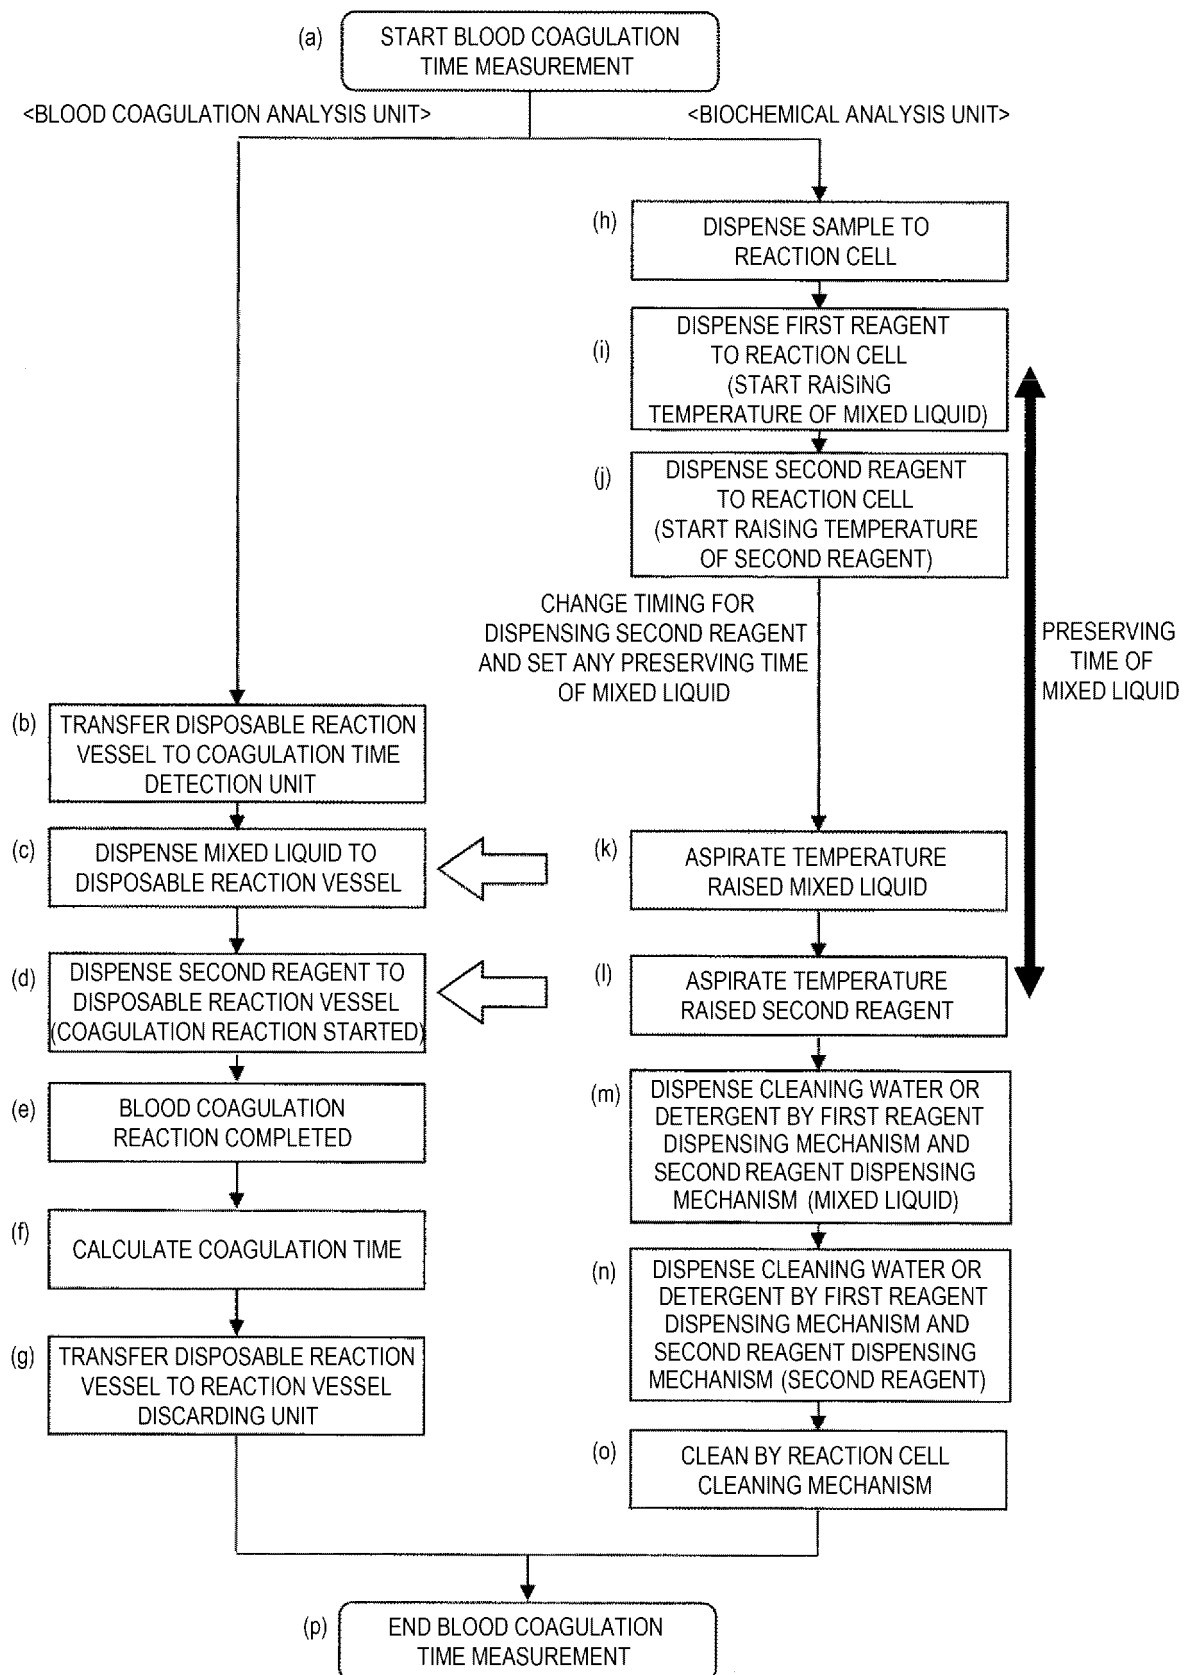 (a)
START BLOOD COAGULATION
TIME MEASUREMENT
<BLOOD COAGULATION ANALYSIS UNIT>
<BIOCHEMICAL ANALYSIS UNIT>
(h)
DISPENSE SAMPLE TO
REACTION CELL
(i)
DISPENSE FIRST REAGENT
TO REACTION CELL
(START RAISING
TEMPERATURE OF MIXED LIQUID)
(j)
DISPENSE SECOND REAGENT
TO REACTION CELL
(START RAISING TEMPERATURE
OF SECOND REAGENT)
CHANGE TIMING FOR
DISPENSING SECOND REAGENT
AND SET ANY PRESERVING TIME
OF MIXED LIQUID
PRESERVING
TIME OF
MIXED LIQUID
(b)
TRANSFER DISPOSABLE REACTION
VESSEL TO COAGULATION TIME
DETECTION UNIT
(c)
DISPENSE MIXED LIQUID TO
DISPOSABLE REACTION VESSEL
(k)
ASPIRATE TEMPERATURE
RAISED MIXED LIQUID
(d)
DISPENSE SECOND REAGENT TO
DISPOSABLE REACTION VESSEL
(COAGULATION REACTION STARTED)
(l)
ASPIRATE TEMPERATURE
RAISED SECOND REAGENT
(e)
BLOOD COAGULATION
REACTION COMPLETED
(m)
DISPENSE CLEANING WATER OR
DETERGENT BY FIRST REAGENT
DISPENSING MECHANISM AND
SECOND REAGENT DISPENSING
MECHANISM (MIXED LIQUID)
(f)
CALCULATE COAGULATION TIME
(n)
DISPENSE CLEANING WATER OR
DETERGENT BY FIRST REAGENT
DISPENSING MECHANISM AND
SECOND REAGENT DISPENSING
MECHANISM (SECOND REAGENT)
(g)
TRANSFER DISPOSABLE REACTION
VESSEL TO REACTION VESSEL
DISCARDING UNIT
(o)
CLEAN BY REACTION CELL
CLEANING MECHANISM
(p)
END BLOOD COAGULATION
TIME MEASUREMENT